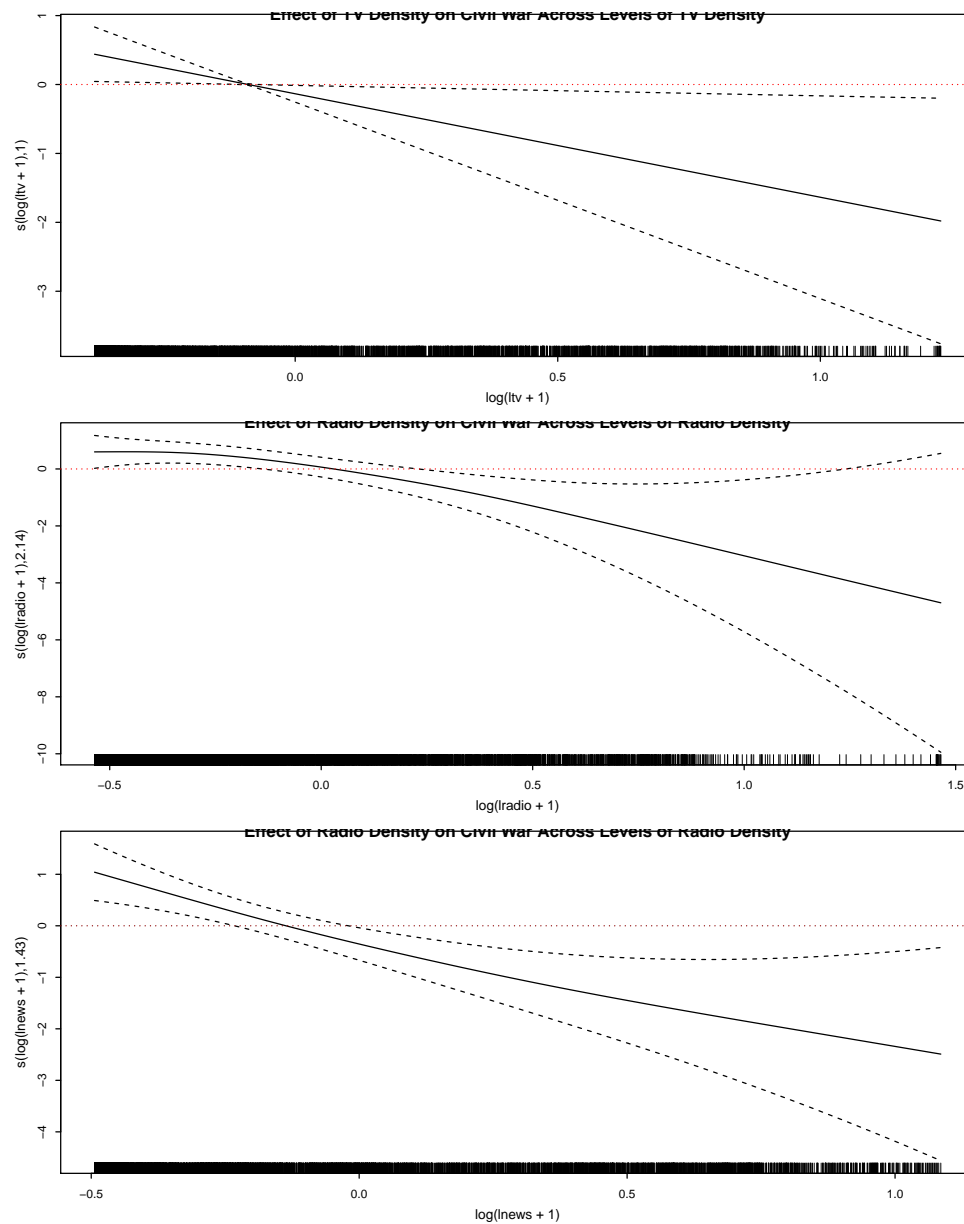 Effect of TV Density on Civil War Across Levels of TV Density
1
0
−1
−2
−3
s(log(ltv + 1),1)
0.0 0.5 1.0
log(ltv + 1)
Effect of Radio Density on Civil War Across Levels of Radio Density
0
−2
−4
−6
−8
−10
s(log(lradio + 1),2.14)
−0.5 0.0 0.5 1.0 1.5
log(lradio + 1)
Effect of Radio Density on Civil War Across Levels of Radio Density
1
0
−1
−2
−3
−4
s(log(lnews + 1),1.43)
−0.5 0.0 0.5 1.0
log(lnews + 1)